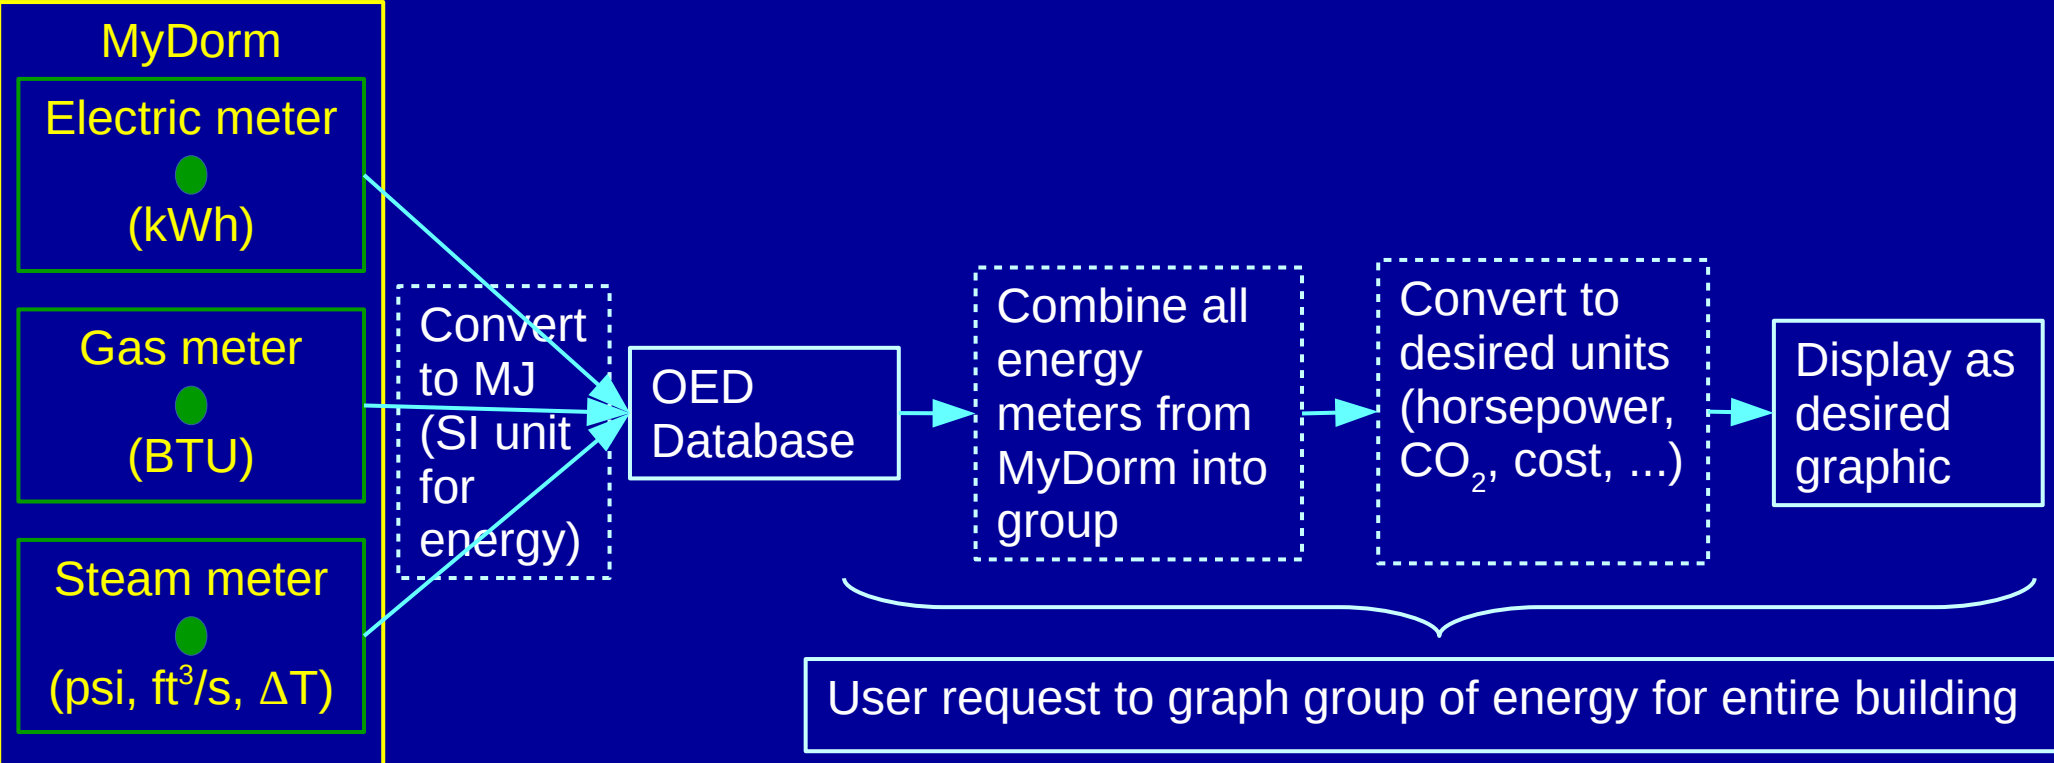 MyDorm
Electric meter
(kWh)
Gas meter
(BTU)
Steam meter
(psi, ft³/s, ΔT)
Convert
to MJ
(SI unit
for
energy)
OED
Database
Combine all
energy
meters from
MyDorm into
group
Convert to
desired units
(horsepower,
CO₂, cost, ...)
Display as
desired
graphic
User request to graph group of energy for entire building